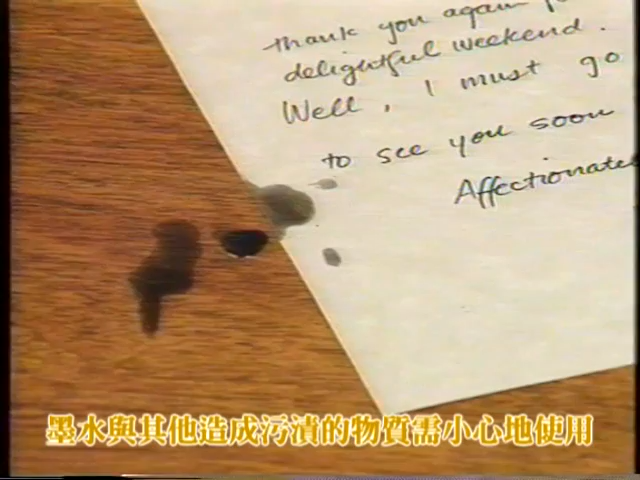 thank you again
delightful weekend.
Well, I must go
to see you soon
Affectionate
墨水與其他造成污漬的物質需小心地使用